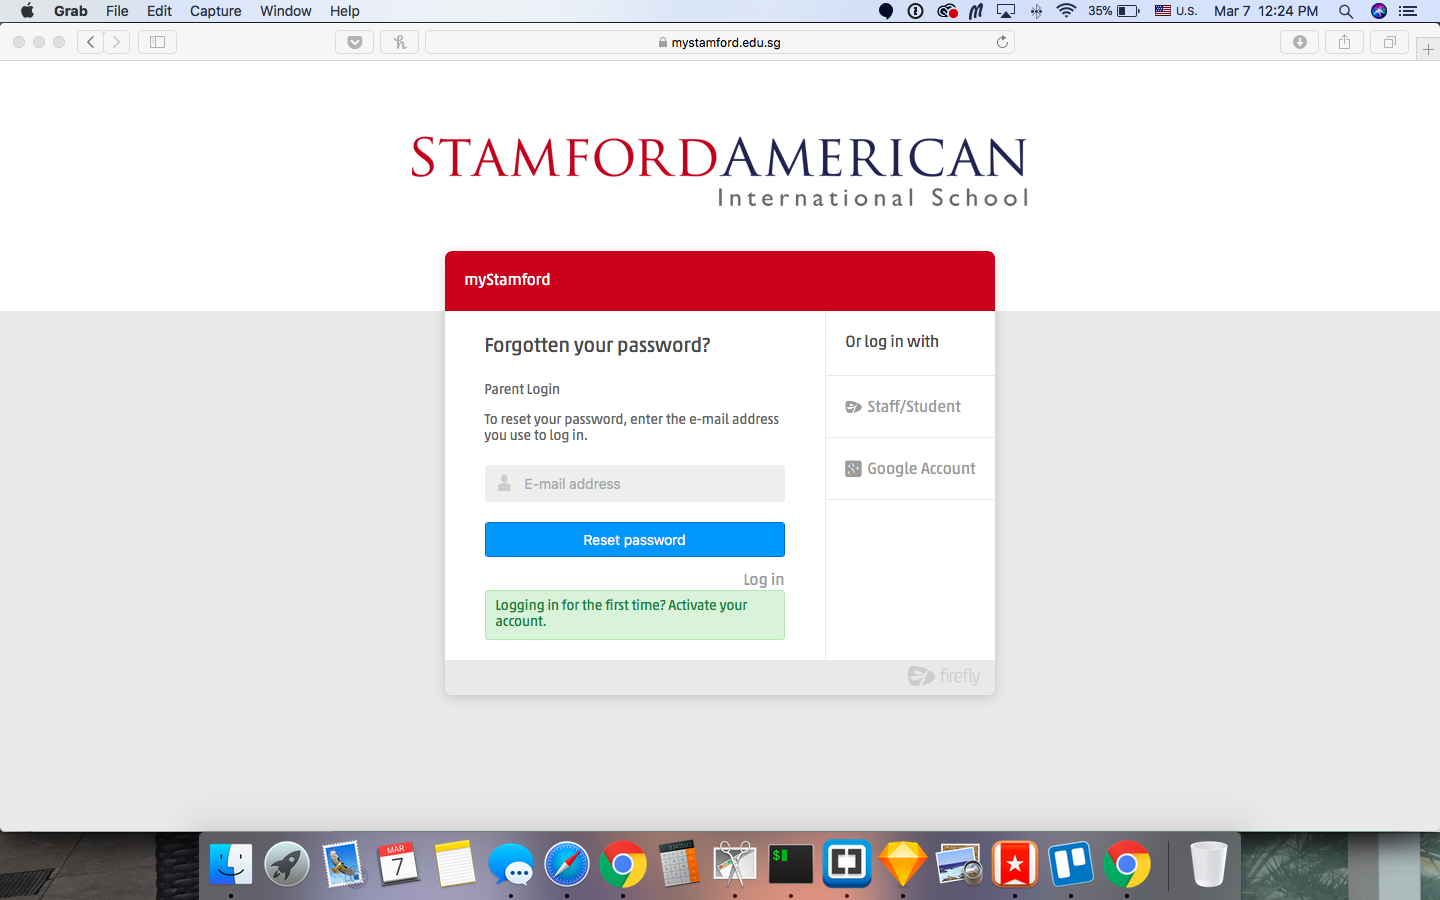 Grab File Edit Capture Window Help 35% U.S. Mar 7 12:24 PM
mystamford.edu.sg
STAMFORDAMERICAN
International School
myStamford
Forgotten your password?
Parent Login
To reset your password, enter the e-mail address
you use to log in.
E-mail address
Reset password
Log in
Logging in for the first time? Activate your
account.
Or log in with
Staff/Student
Google Account
firefly
MAR
7